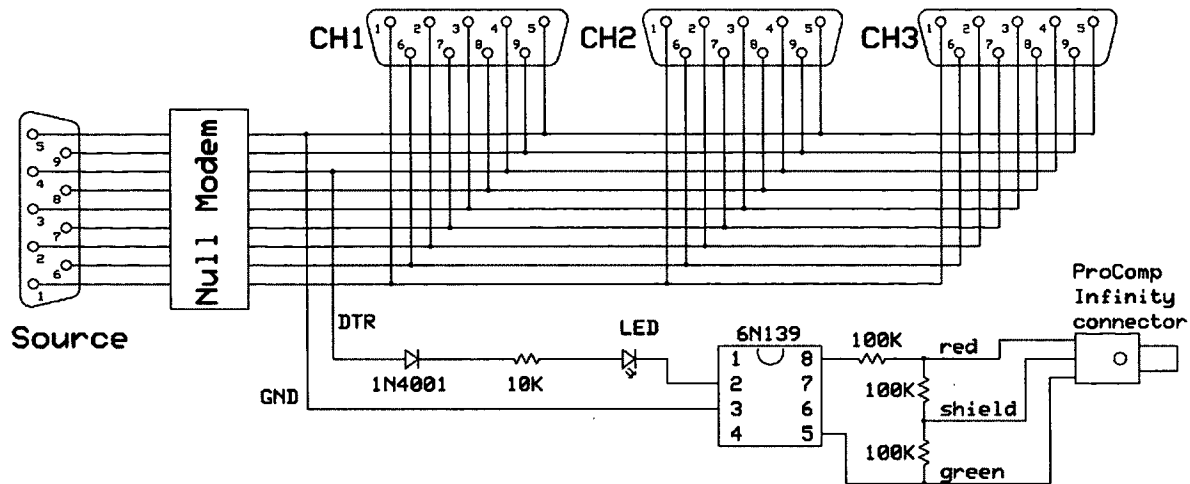 CH1
1 2 3 4 5
6 7 8 9
CH2
1 2 3 4 5
6 7 8 9
CH3
1 2 3 4 5
6 7 8 9
5
9
4
8
3
7
2
6
1
Source
Null Modem
DTR
GND
1N4001
10K
LED
6N139
1 8
2 7
3 6
4 5
100K
100K
100K
red
shield
green
ProComp
Infinity
connector